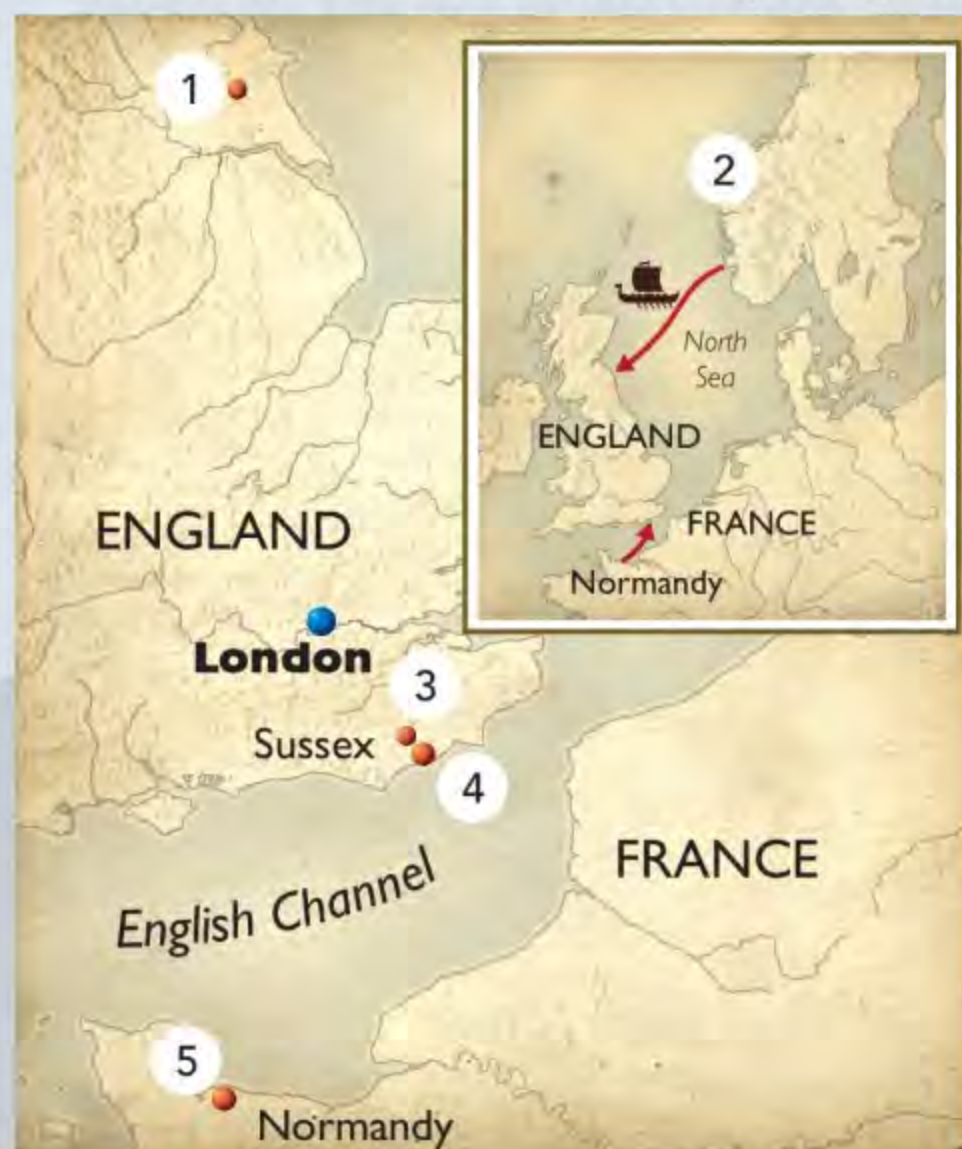 1
2
North
Sea
ENGLAND
FRANCE
Normandy
ENGLAND
London
3
Sussex
4
FRANCE
English Channel
5
Normandy